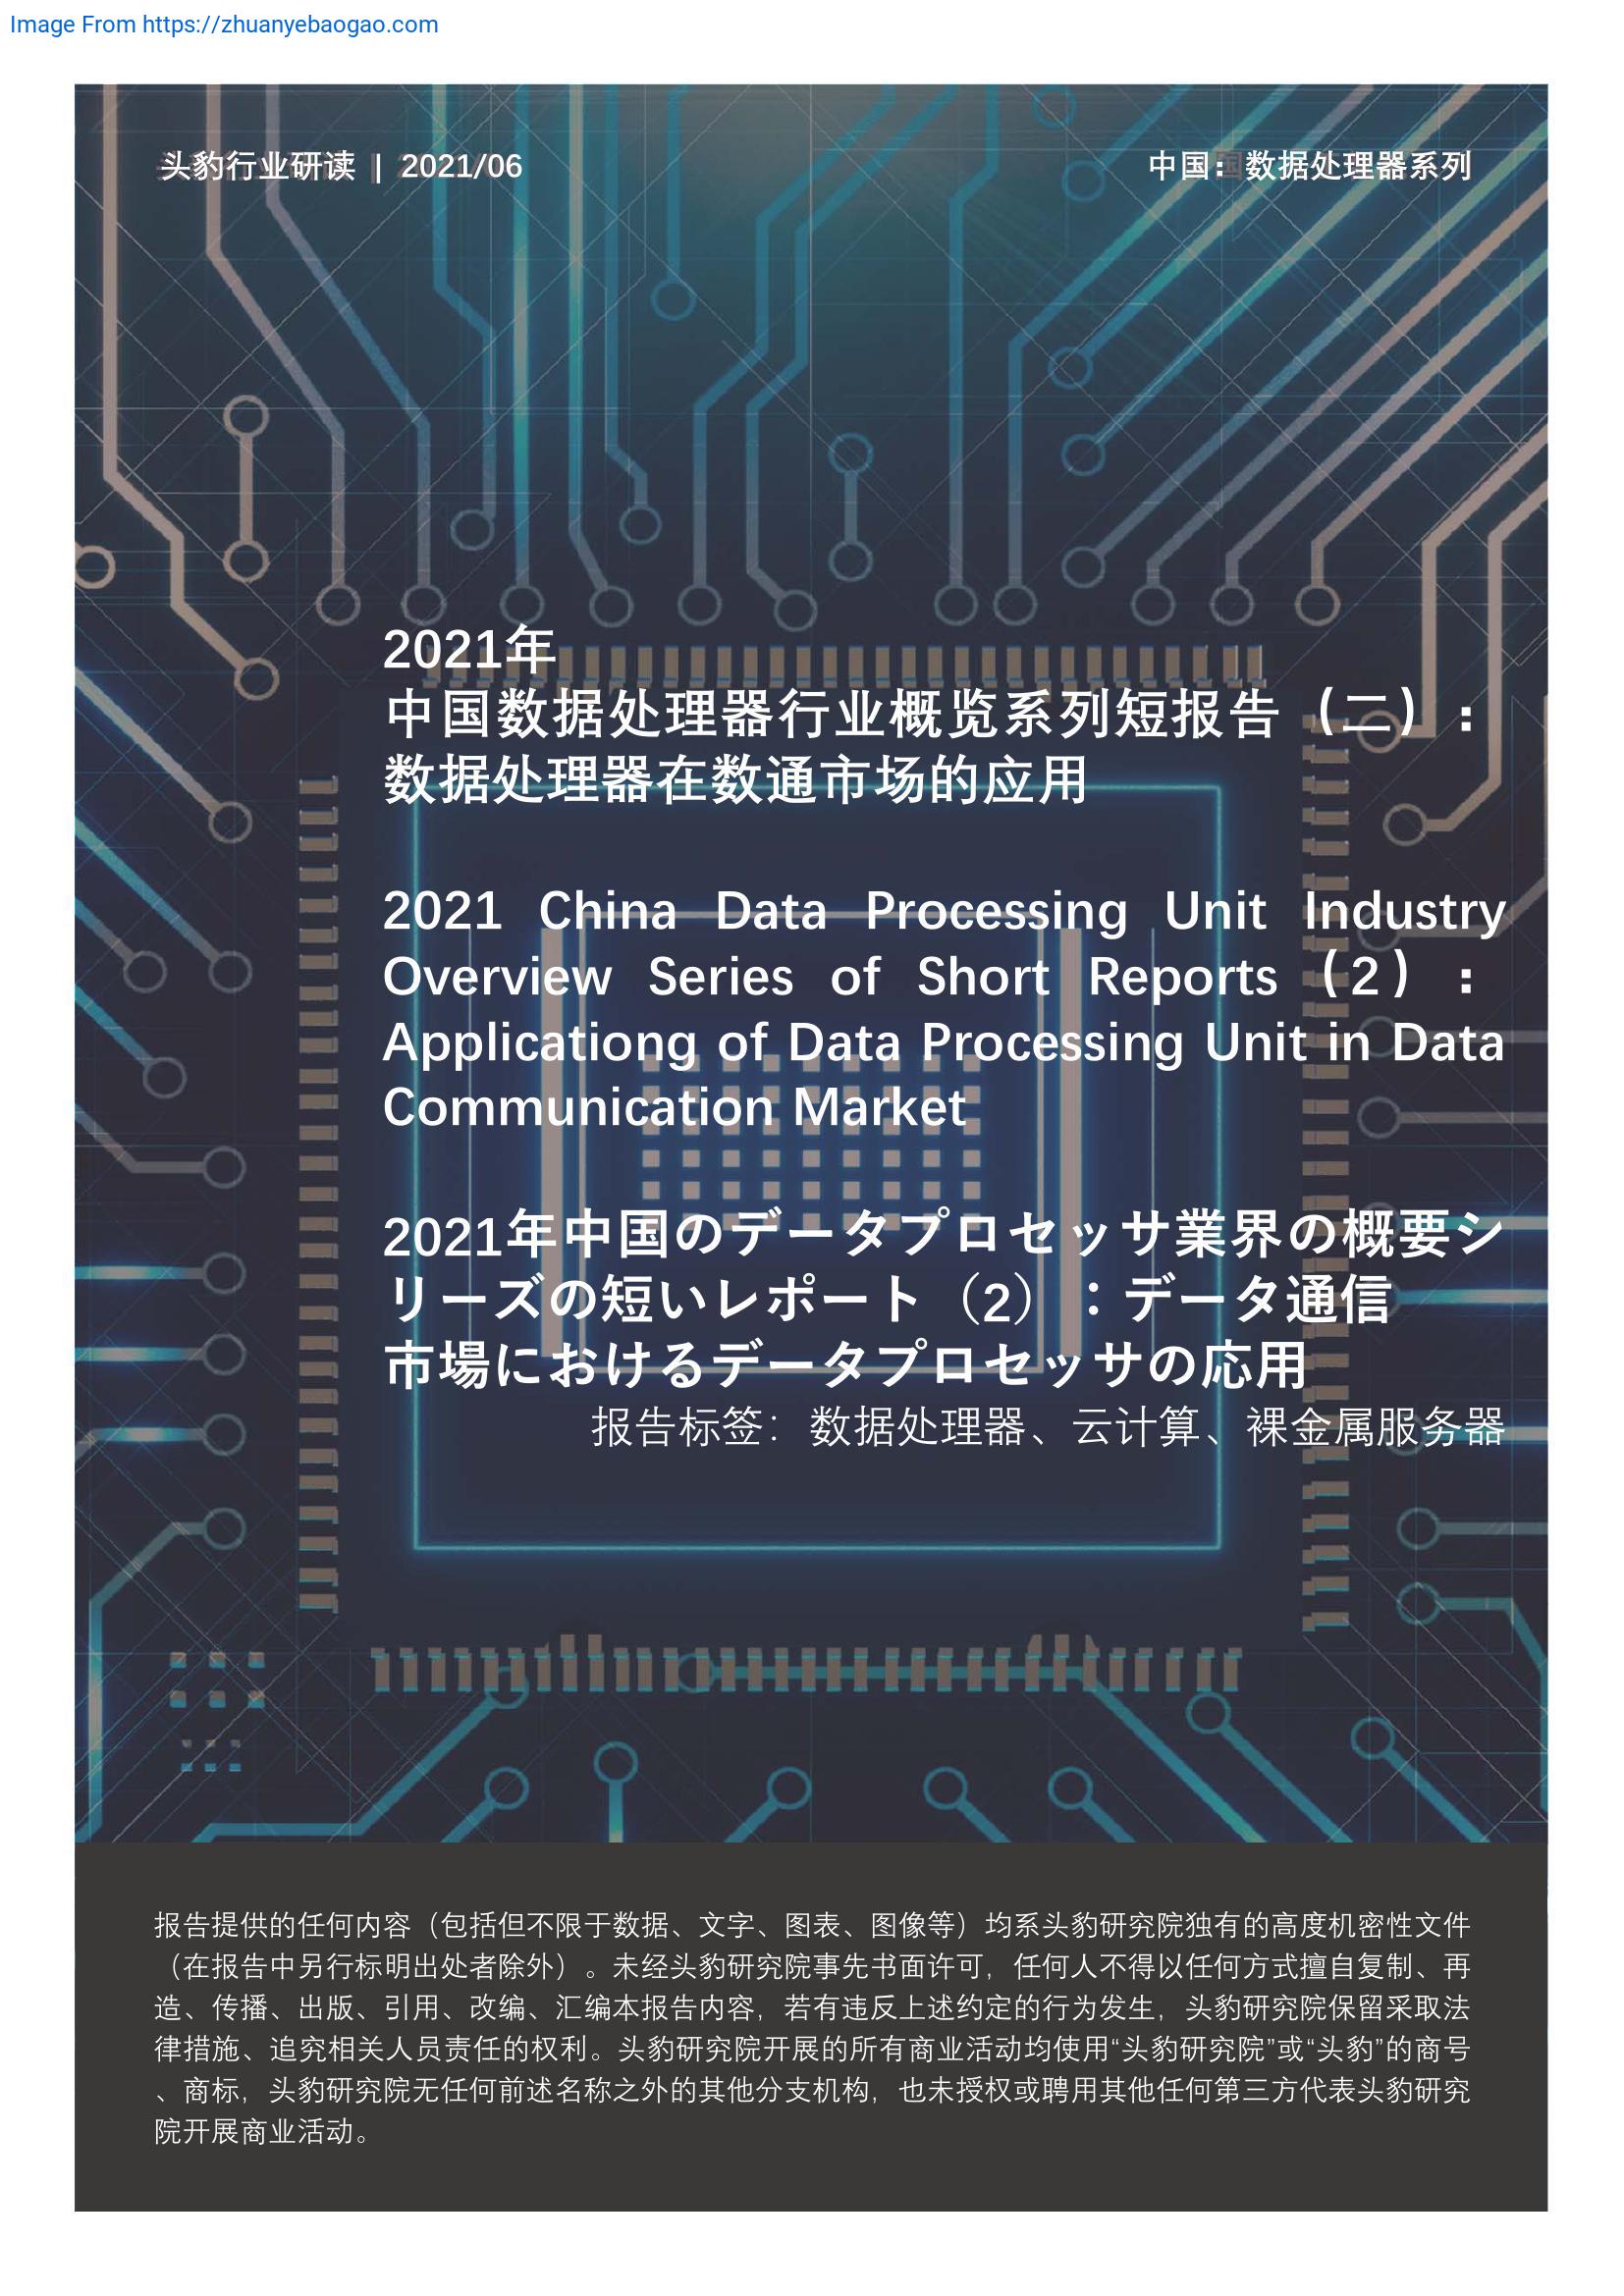 Image From https://zhuanyebaogao.com
头豹行业研读 | 2021/06
中国：数据处理器系列
2021年
中国数据处理器行业概览系列短报告（二）：
数据处理器在数通市场的应用
2021 China Data Processing Unit Industry
Overview Series of Short Reports（2）：
Applicationg of Data Processing Unit in Data
Communication Market
2021年中国のデータプロセッサ業界の概要シ
リーズの短いレポート（2）：データ通信
市場におけるデータプロセッサの応用
报告标签：数据处理器、云计算、裸金属服务器
报告提供的任何内容（包括但不限于数据、文字、图表、图像等）均系头豹研究院独有的高度机密性文件
（在报告中另行标明出处者除外）。未经头豹研究院事先书面许可，任何人不得以任何方式擅自复制、再
造、传播、出版、引用、改编、汇编本报告内容，若有违反上述约定的行为发生，头豹研究院保留采取法
律措施、追究相关人员责任的权利。头豹研究院开展的所有商业活动均使用“头豹研究院”或“头豹”的商号
、商标，头豹研究院无任何前述名称之外的其他分支机构，也未授权或聘用其他任何第三方代表头豹研究
院开展商业活动。